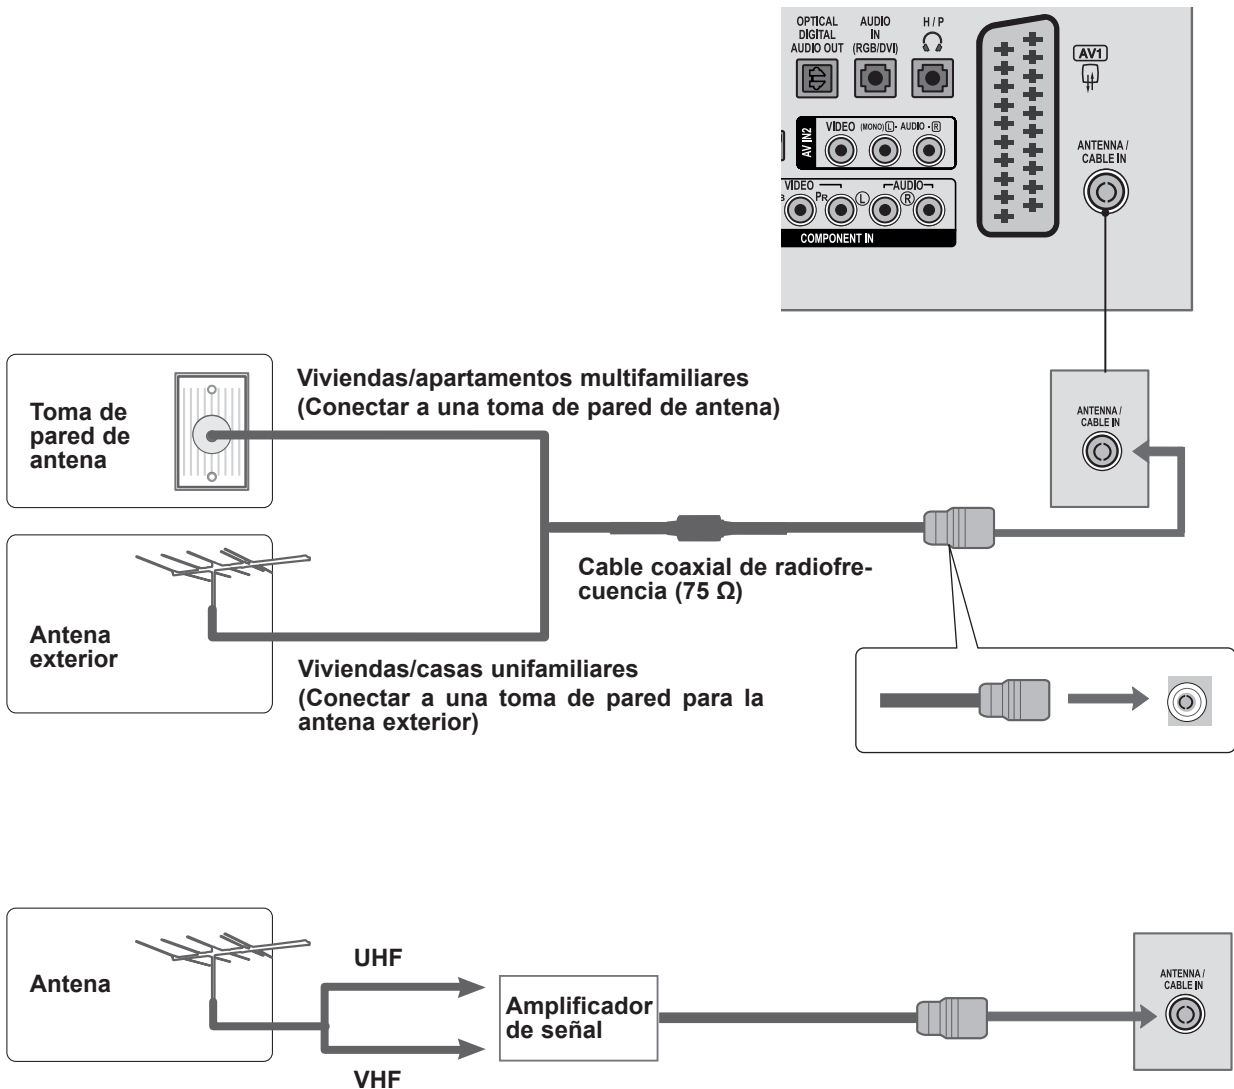 OPTICAL
DIGITAL
AUDIO OUT
AUDIO
IN
(RGB/DVI)
H / P
AV1
AV IN2
VIDEO
(MONO) L - AUDIO - R
ANTENNA /
CABLE IN
VIDEO
AUDIO
B
PR
L
R
COMPONENT IN
Toma de
pared de
antena
Viviendas/apartamentos multifamiliares
(Conectar a una toma de pared de antena)
ANTENNA /
CABLE IN
Cable coaxial de radiofre-
cuencia (75 Ω)
Antena
exterior
Viviendas/casas unifamiliares
(Conectar a una toma de pared para la
antena exterior)
Antena
UHF
VHF
Amplificador
de señal
ANTENNA /
CABLE IN